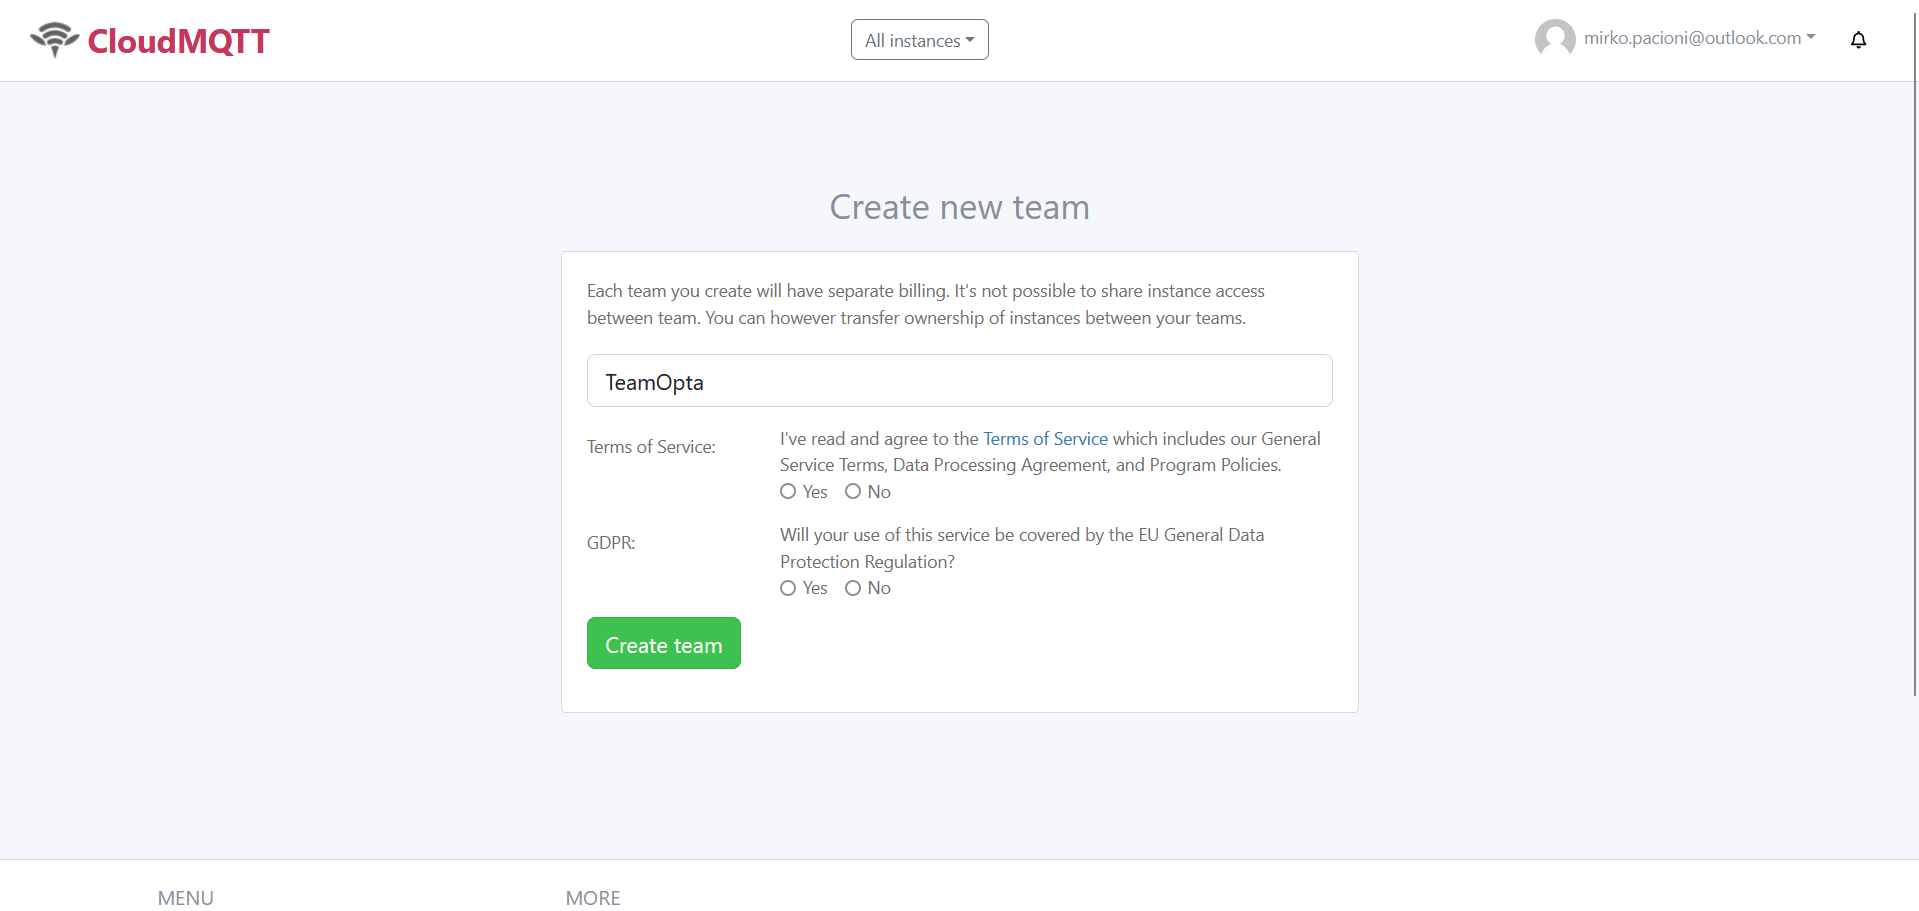 CloudMQTT
All instances
mirko.pacioni@outlook.com
Create new team
Each team you create will have separate billing. It's not possible to share instance access
between team. You can however transfer ownership of instances between your teams.
TeamOpta
Terms of Service:
I've read and agree to the Terms of Service which includes our General
Service Terms, Data Processing Agreement, and Program Policies.
Yes No
GDPR:
Will your use of this service be covered by the EU General Data
Protection Regulation?
Yes No
Create team
MENU
MORE